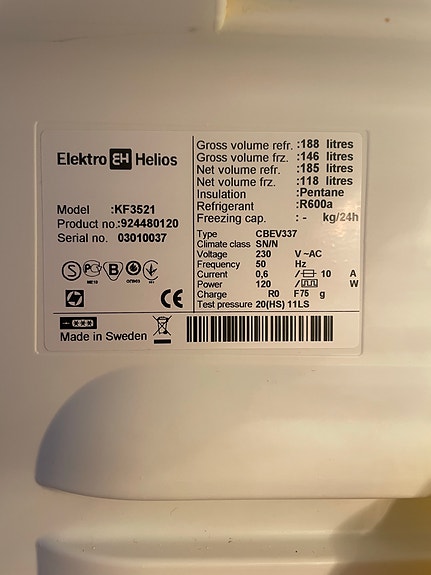 Elektro Helios
Model :KF3521
Product no.:924480120
Serial no. 03010037
Gross volume refr. :188 litres
Gross volume frz. :146 litres
Net volume refr. :185 litres
Net volume frz. :118 litres
Insulation :Pentane
Refrigerant :R600a
Freezing cap. :- kg/24h
Type CBEV337
Climate class SN/N
Voltage 230 V ~AC
Frequency 50 Hz
Current 0,6 / 10 A
Power 120 / W
Charge R0 F75 g
Test pressure 20(HS) 11LS
S PG B
CE
Made in Sweden